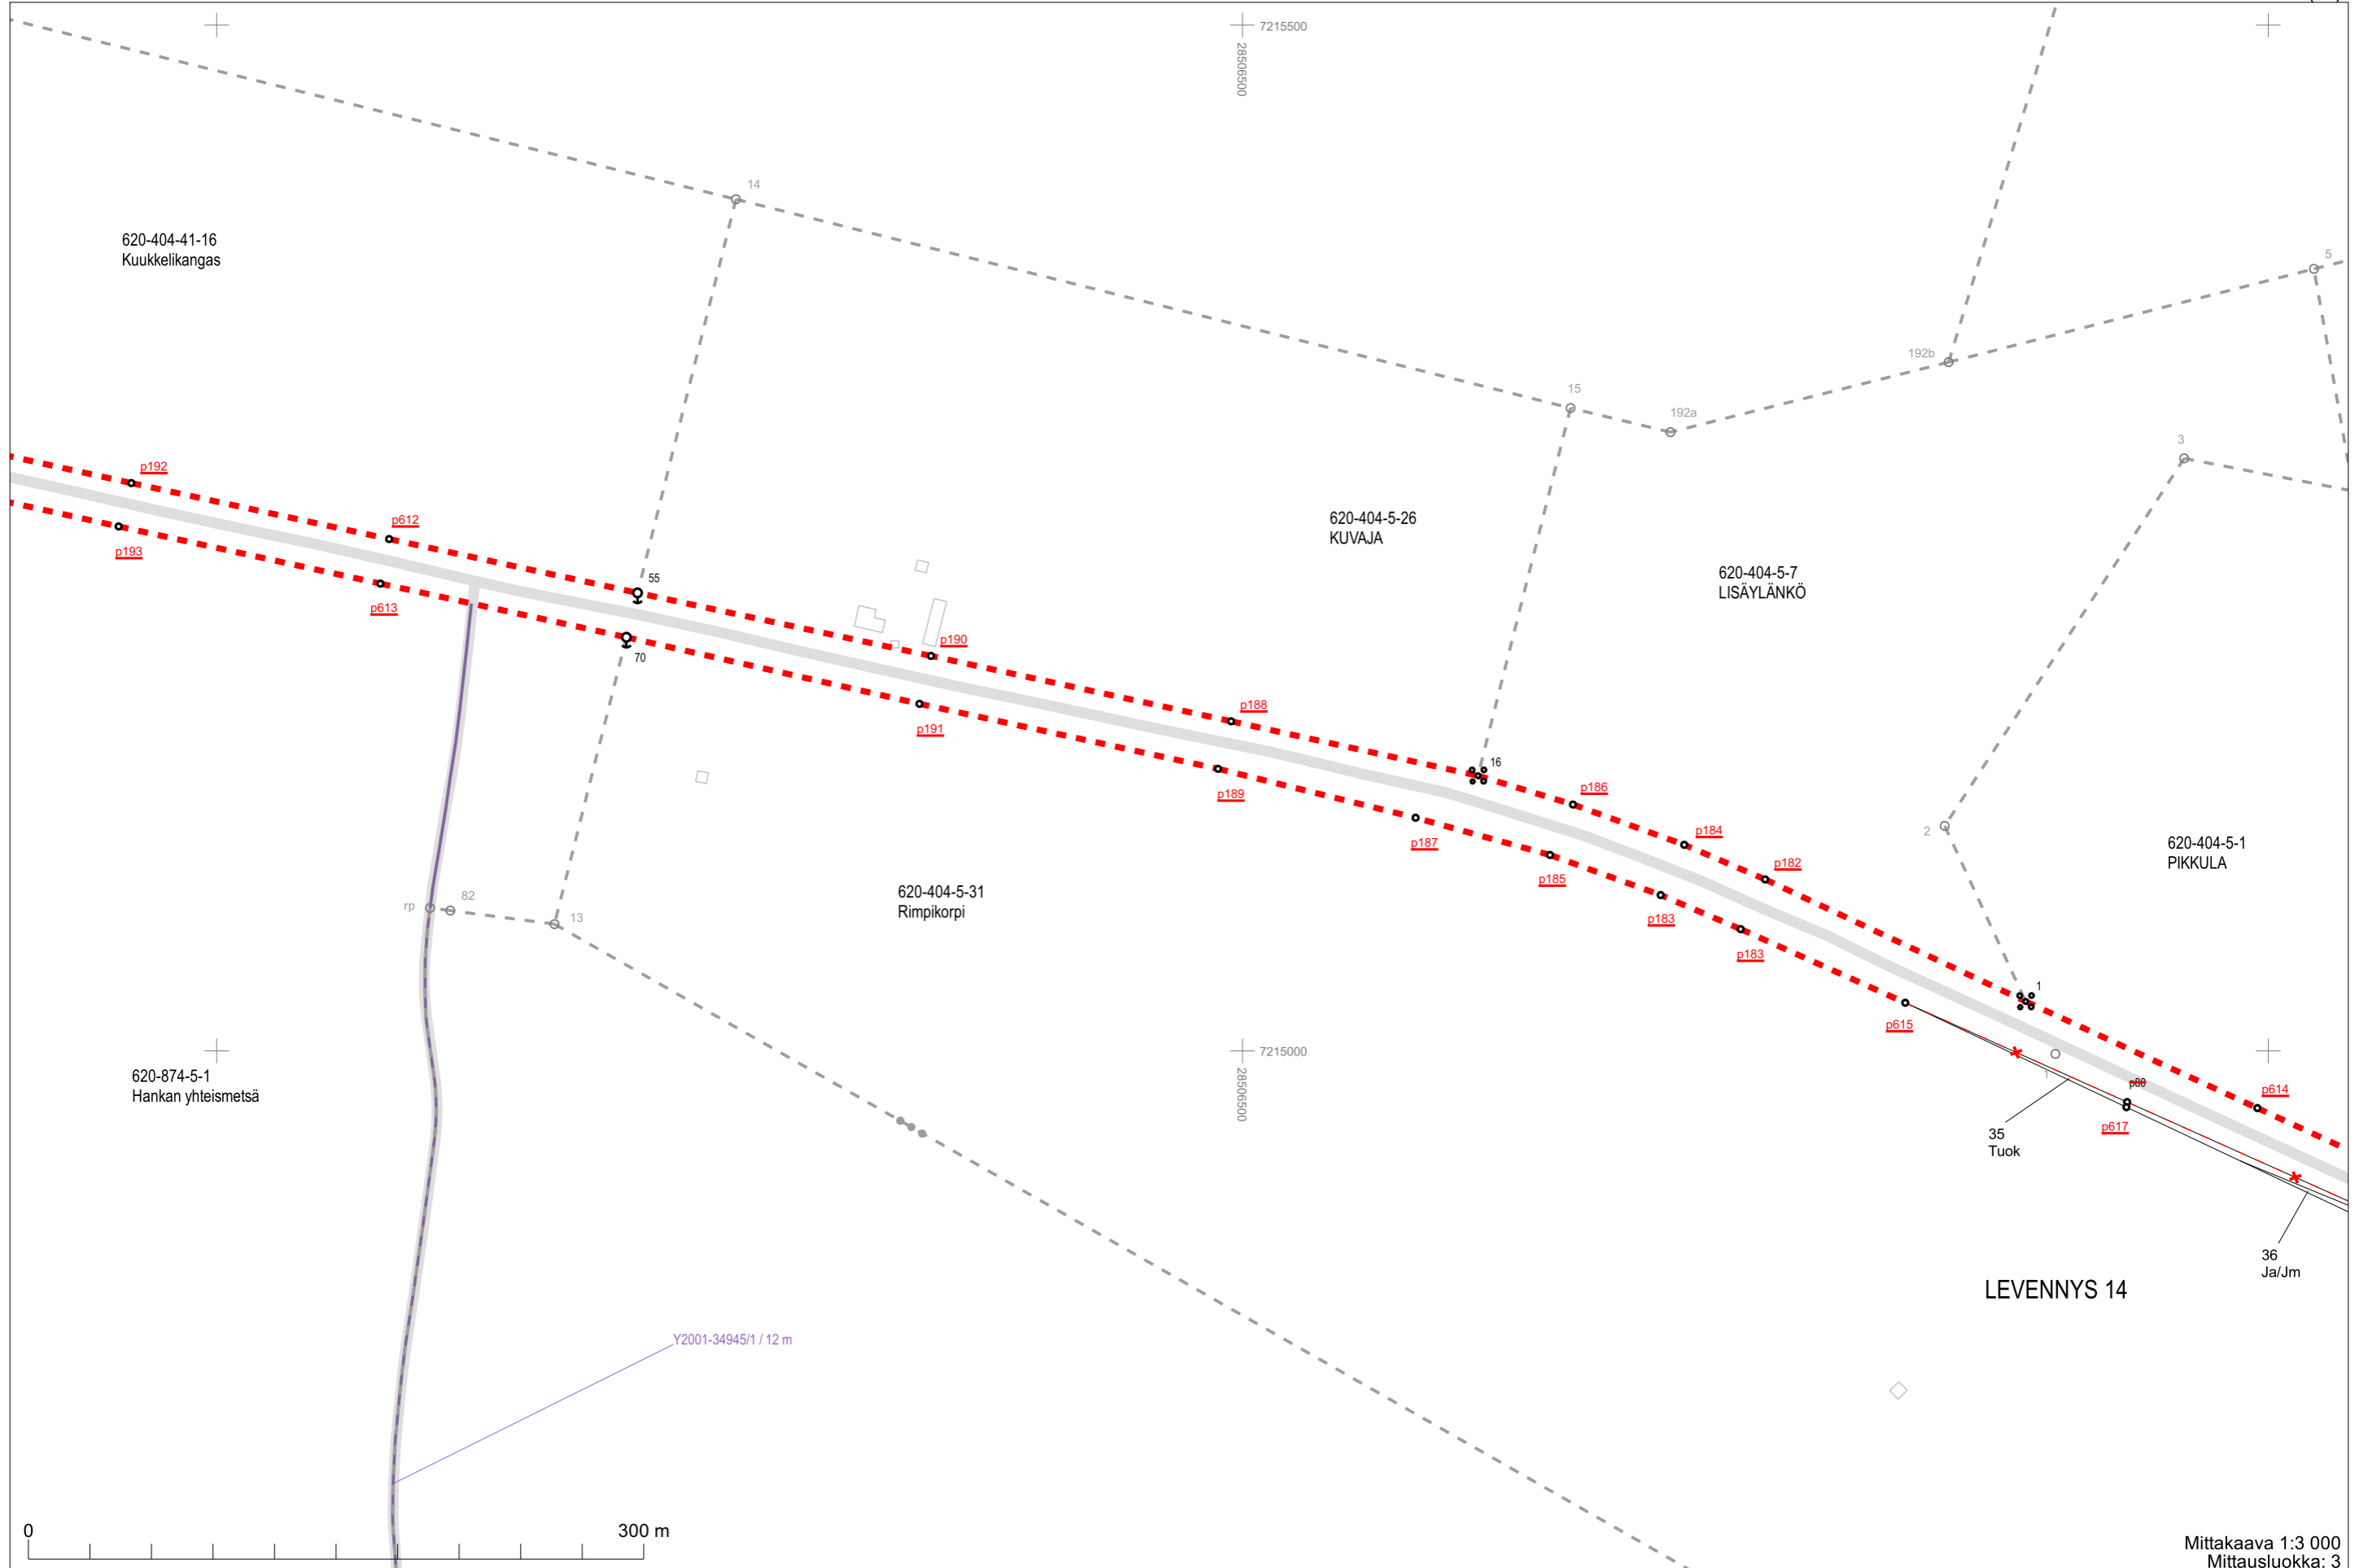 7215500
28506500
14
620-404-41-16
Kuukkelikangas
5
192b
15
192a
3
p192
p612
620-404-5-26
KUVAJA
p193
620-404-5-7
LISÄYLÄNKÖ
55
p613
p190
70
p188
p191
16
p189
p186
p184
p187
2
620-404-5-1
PIKKULA
p182
p185
620-404-5-31
Rimpikorpi
82
rp
13
p183
p183
1
p615
7215000
28506500
620-874-5-1
Hankan yhteismetsä
1
p80
p614
p617
35
Tuok
36
Ja/Jm
LEVENNYS 14
Y2001-34945/1 / 12 m
0
300 m
Mittakaava 1:3 000
Mittausluokka: 3